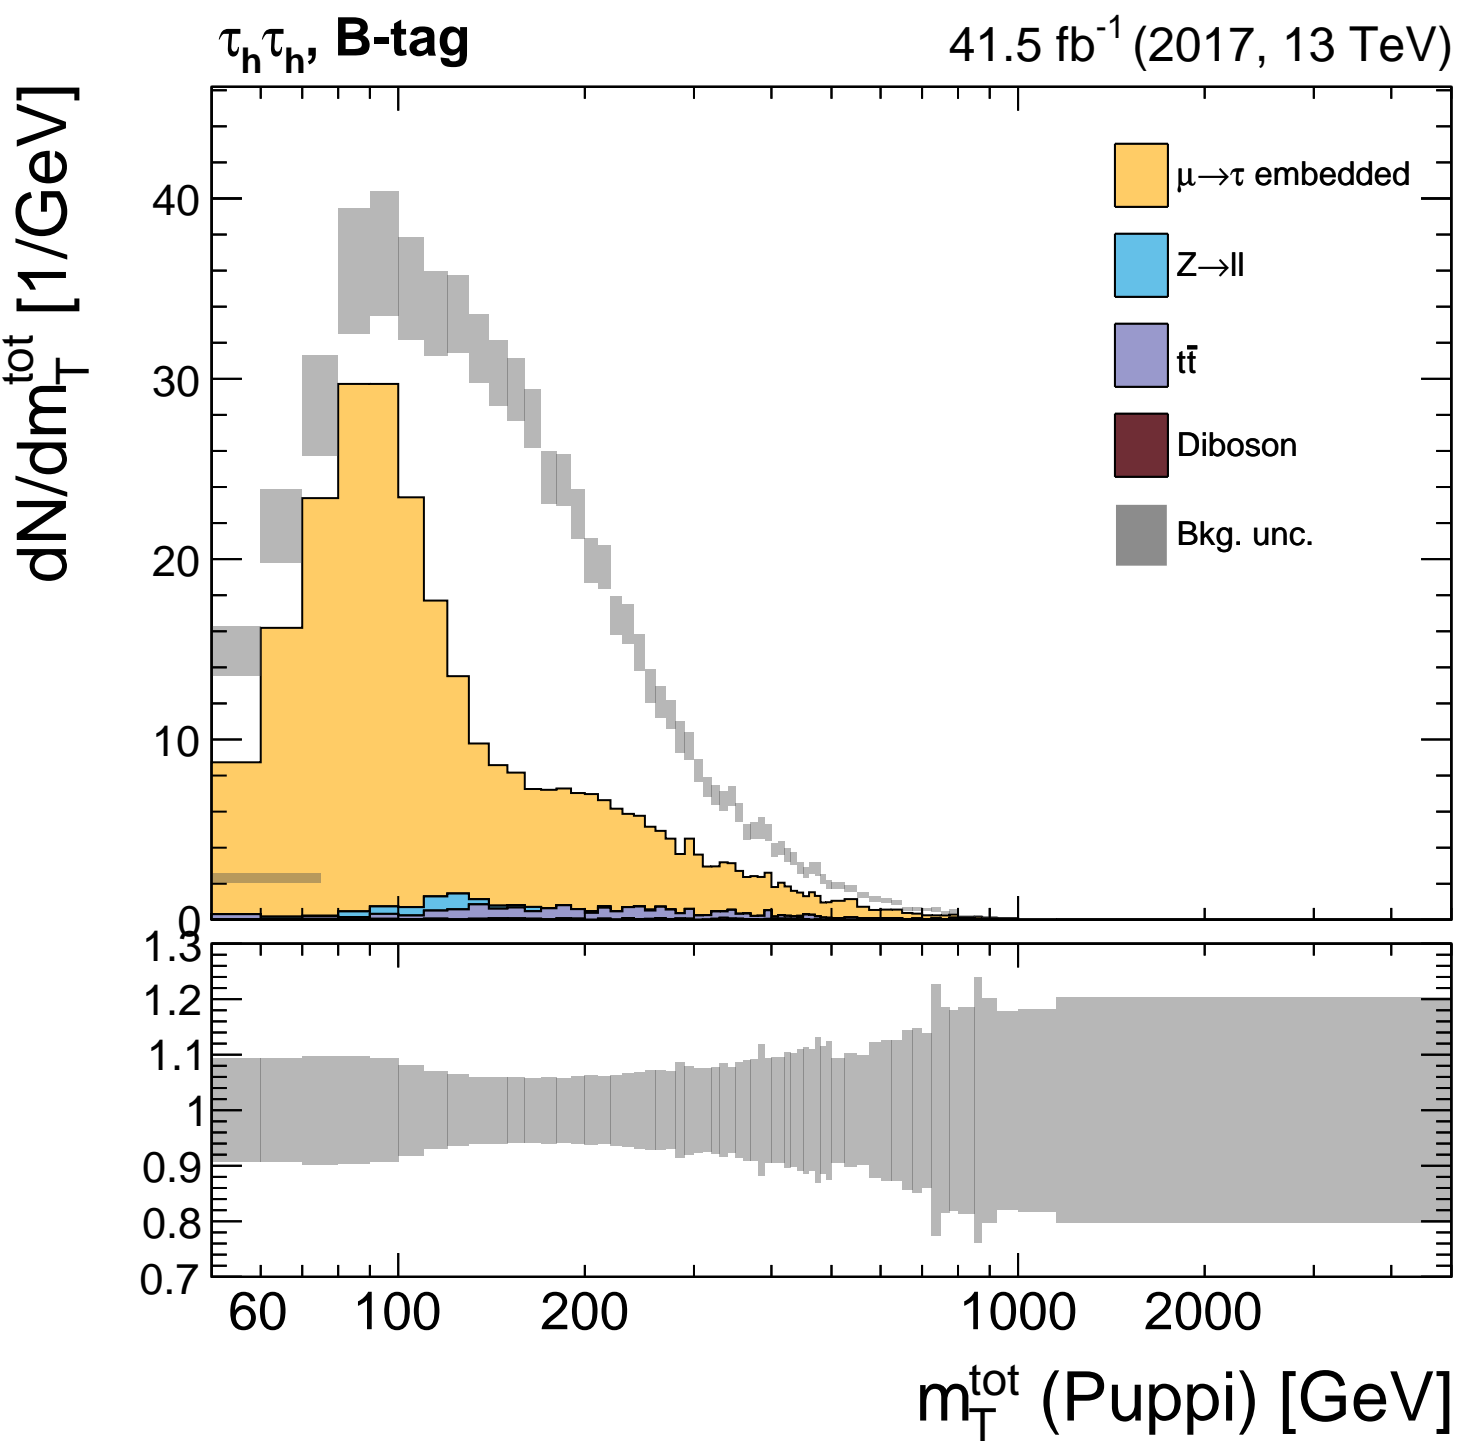 τhτh, B-tag
41.5 fb-1 (2017, 13 TeV)
dN/dmTtot [1/GeV]
40
30
20
10
0
μ→τ embedded
Z→ll
tt̄
Diboson
Bkg. unc.
1.3
1.2
1.1
1
0.9
0.8
0.7
60 100 200 1000 2000
mTtot (Puppi) [GeV]